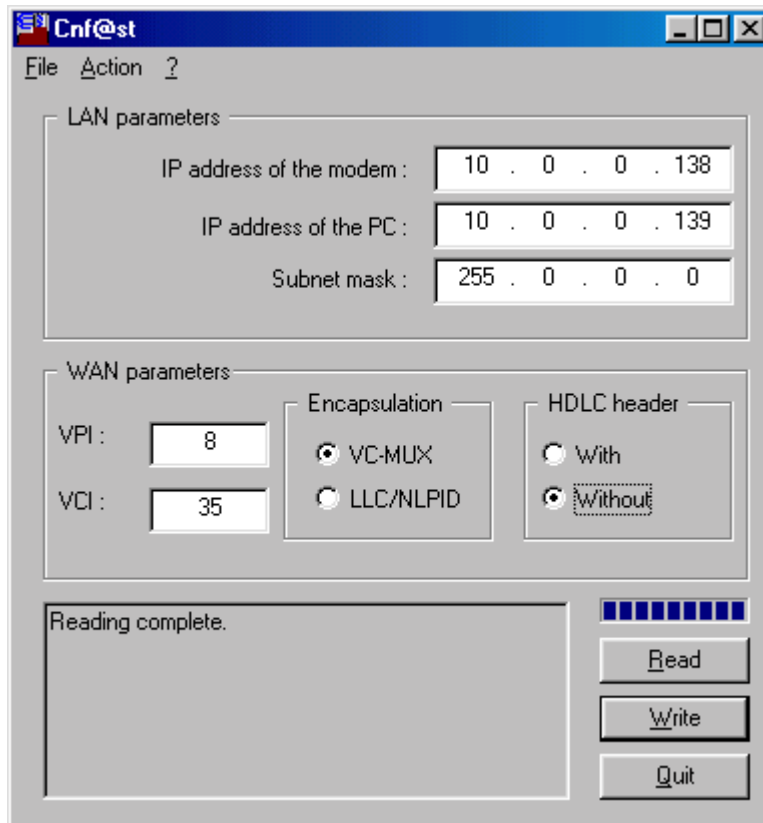 Cnf@st
File Action ?
LAN parameters
IP address of the modem : 10 . 0 . 0 . 138
IP address of the PC : 10 . 0 . 0 . 139
Subnet mask : 255 . 0 . 0 . 0
WAN parameters
VPI : 8
VCI : 35
Encapsulation
VC-MUX
LLC/NLPID
HDLC header
With
Without
Reading complete.
Read
Write
Quit